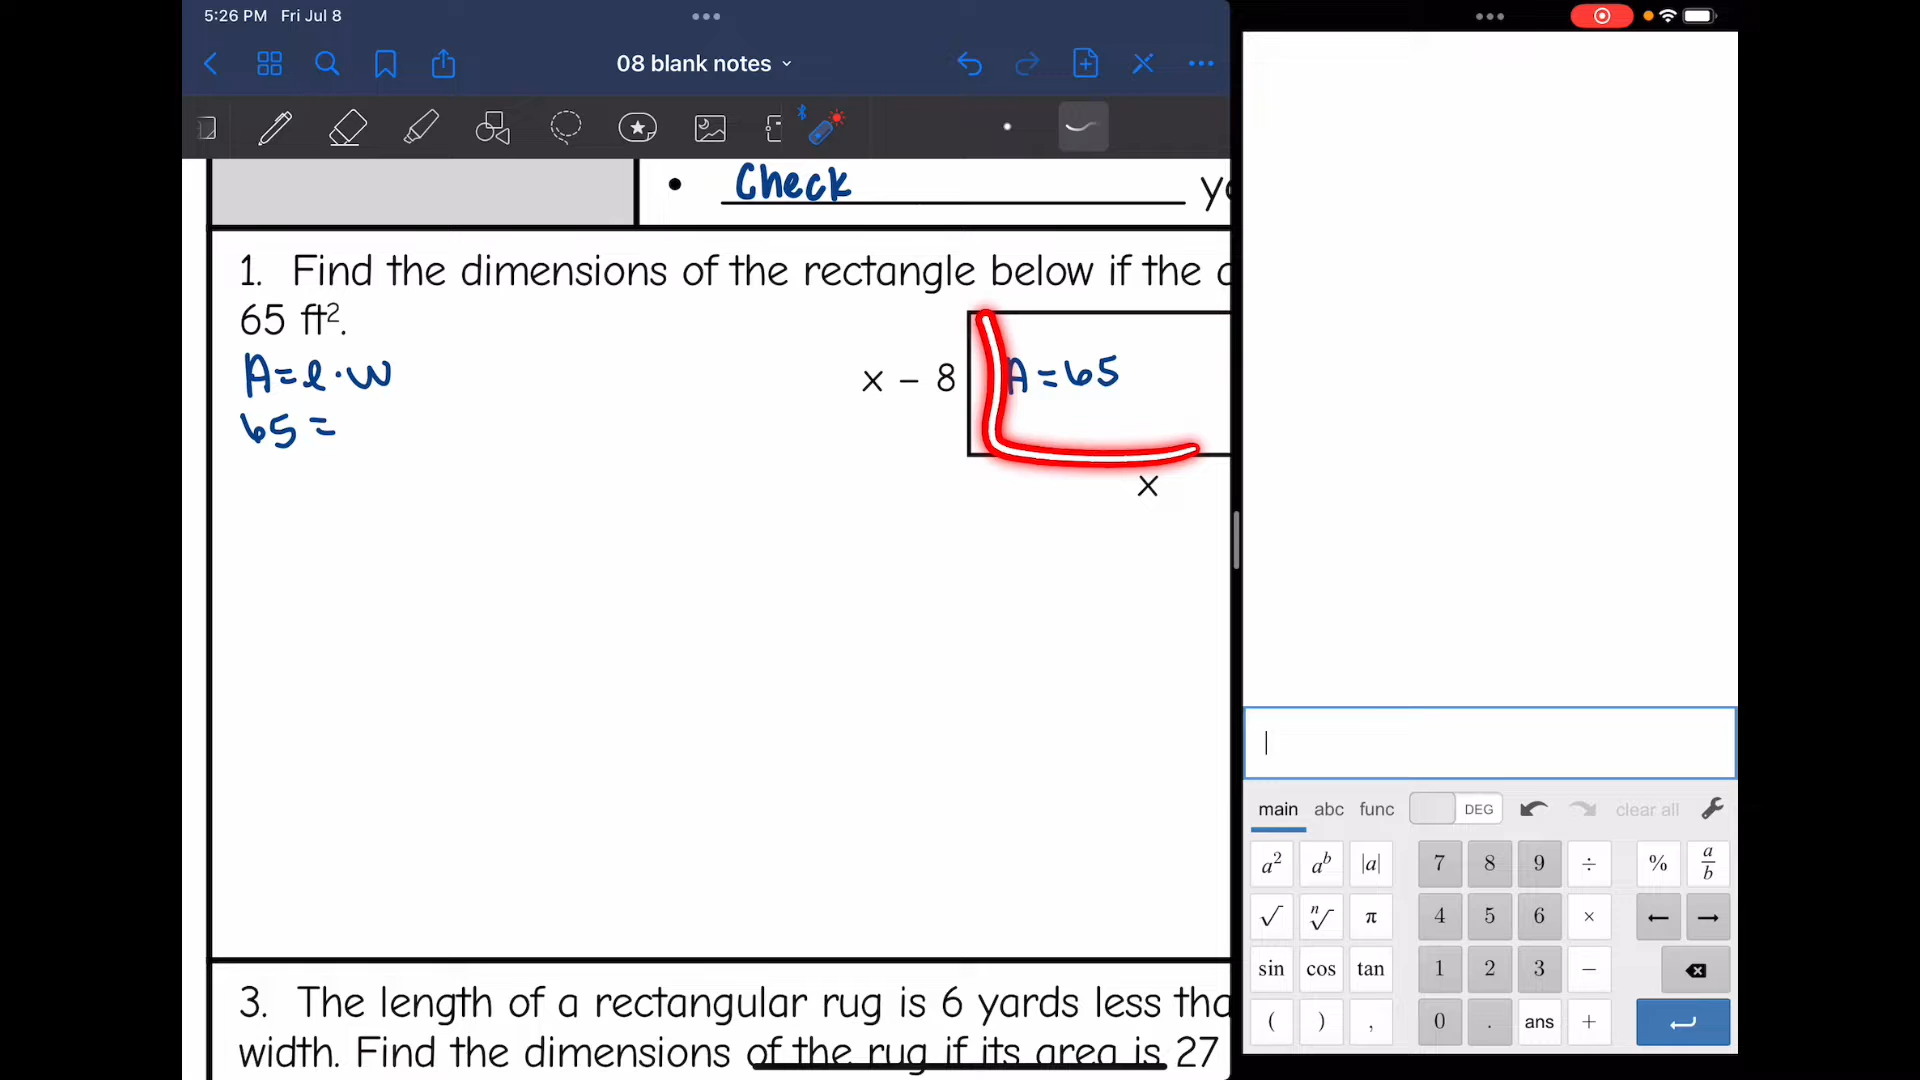 5:26 PM Fri Jul 8
08 blank notes
• Check
1. Find the dimensions of the rectangle below if the
65 ft².
A = l · w
65 =
x – 8
A = 65
x
3. The length of a rectangular rug is 6 yards less
width. Find the dimensions of the rug if its area is 27
main abc func DEG clear all
a² aᵇ |a| 7 8 9 ÷ % a/b
√ ⁿ√ π 4 5 6 × ← →
sin cos tan 1 2 3 –
( ) , 0 . ans +